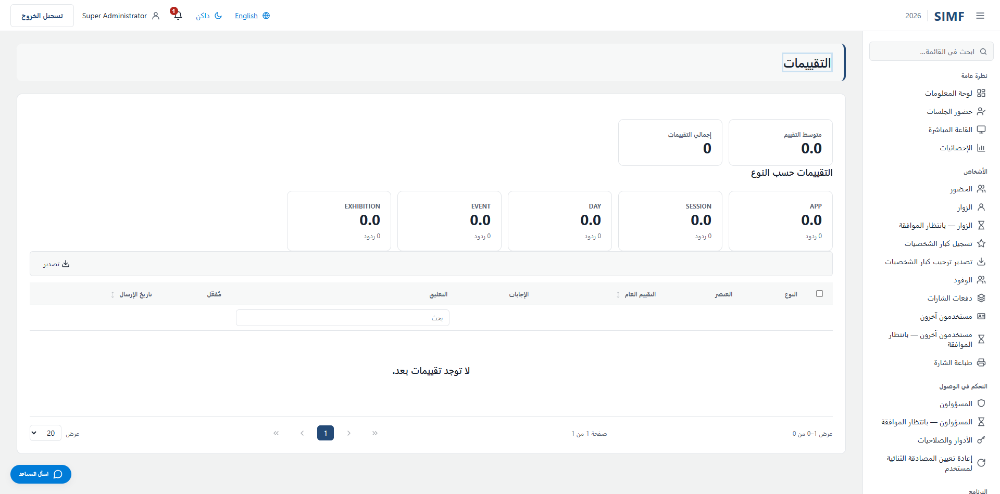 SIMF
2026
English
داكن
1
Super Administrator
تسجيل الخروج
ابحث في القائمة...
نظرة عامة
لوحة المعلومات
حضور الجلسات
القاعة المباشرة
الإحصائيات
الأشخاص
الحضور
الزوار
الزوار — بانتظار الموافقة
تسجيل كبار الشخصيات
تصدير ترحيب كبار الشخصيات
الوفود
دفعات الشارات
مستخدمون آخرون
مستخدمون آخرون — بانتظار
الموافقة
طباعة الشارة
التحكم في الوصول
المسؤولون
المسؤولون — بانتظار الموافقة
الأدوار والصلاحيات
إعادة تعيين المصادقة الثنائية
لمستخدم
البرنامج
التقييمات
متوسط التقييم
0.0
إجمالي التقييمات
0
التقييمات حسب النوع
APP
0.0
0 ردود
SESSION
0.0
0 ردود
DAY
0.0
0 ردود
EVENT
0.0
0 ردود
EXHIBITION
0.0
0 ردود
تصدير
النوع العنصر التقييم العام الإجابات التعليق مُفعّل تاريخ الإرسال
بحث
لا توجد تقييمات بعد.
عرض 1–0 من 0
صفحة 1 من 1
« ‹ 1 › »
عرض 20
اسأل المساعد